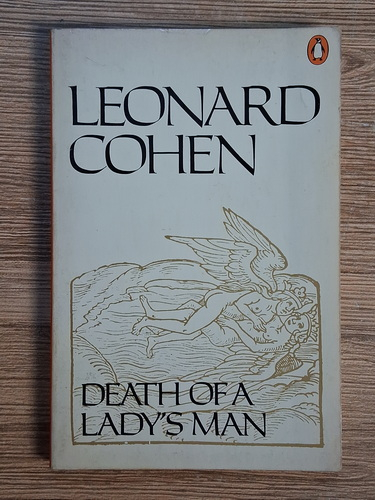 LEONARD
COHEN
DEATH OF A
LADY'S MAN